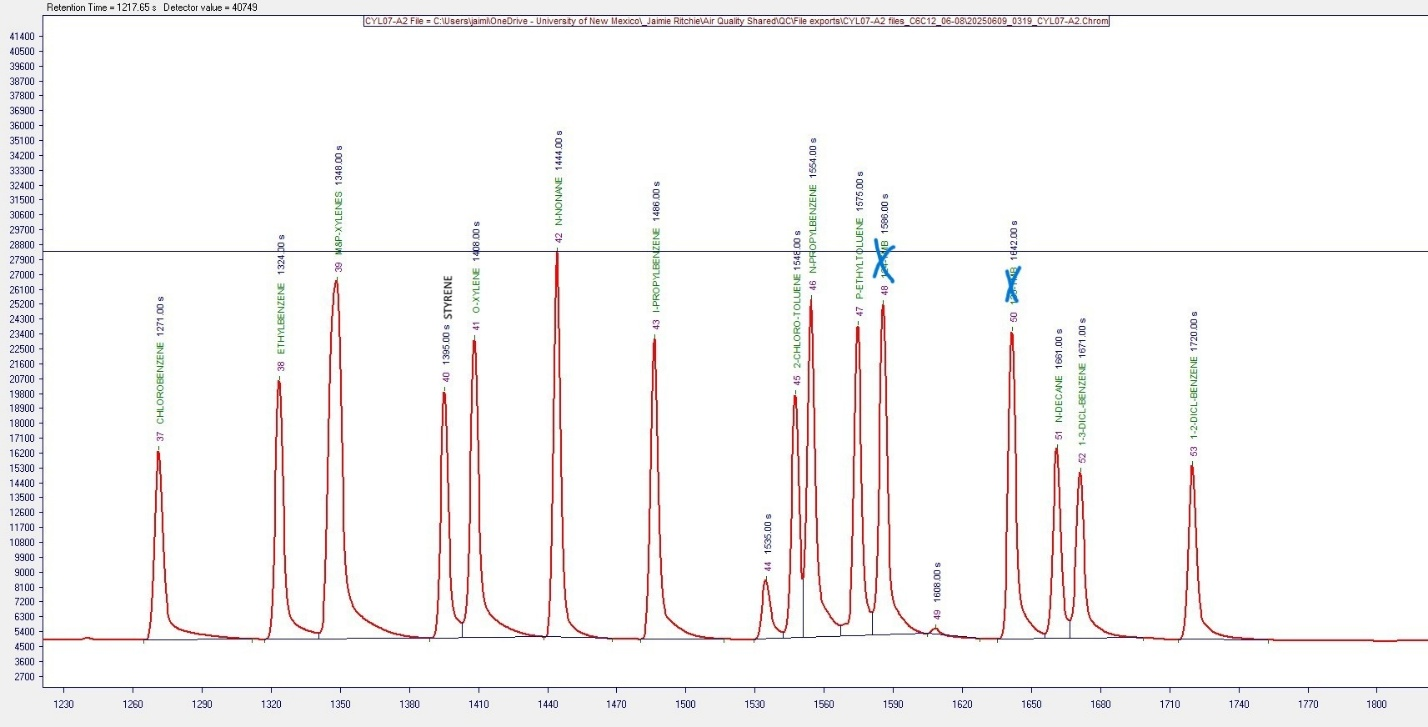 Retention Time = 1217.65 s Detector value = 40749
CYL07-A2 File = C:\Users\jaiml\OneDrive - University of New Mexico\_Jaimie Ritchie\Air Quality Shared\QC\File exports\CYL07-A2 files_C6C12_06-08\20250609_0319_CYL07-A2.Chrom
41400
40500
39600
38700
37800
36900
36000
35100
34200
33300
32400
31500
30600
29700
28800
27900
27000
26100
25200
24300
23400
22500
21600
20700
19800
18900
18000
17100
16200
15300
14400
13500
12600
11700
10800
9900
9000
8100
7200
6300
5400
4500
3600
2700
37 CHLOROBENZENE 1271.00 s
38 ETHYLBENZENE 1324.00 s
39 M&P-XYLENES 1348.00 s
40 1395.00 s STYRENE
41 O-XYLENE 1408.00 s
42 N-NONANE 1444.00 s
43 I-PROPYLBENZENE 1486.00 s
44 1535.00 s
45 2-CHLORO-TOLUENE 1548.00 s
46 N-PROPYLBENZENE 1554.00 s
47 P-ETHYLTOLUENE 1575.00 s
48 1586.00 s
49 1608.00 s
50 1642.00 s
51 N-DECANE 1661.00 s
52 1-3-DICL-BENZENE 1671.00 s
53 1-2-DICL-BENZENE 1720.00 s
1230 1260 1290 1320 1350 1380 1410 1440 1470 1500 1530 1560 1590 1620 1650 1680 1710 1740 1770 1800